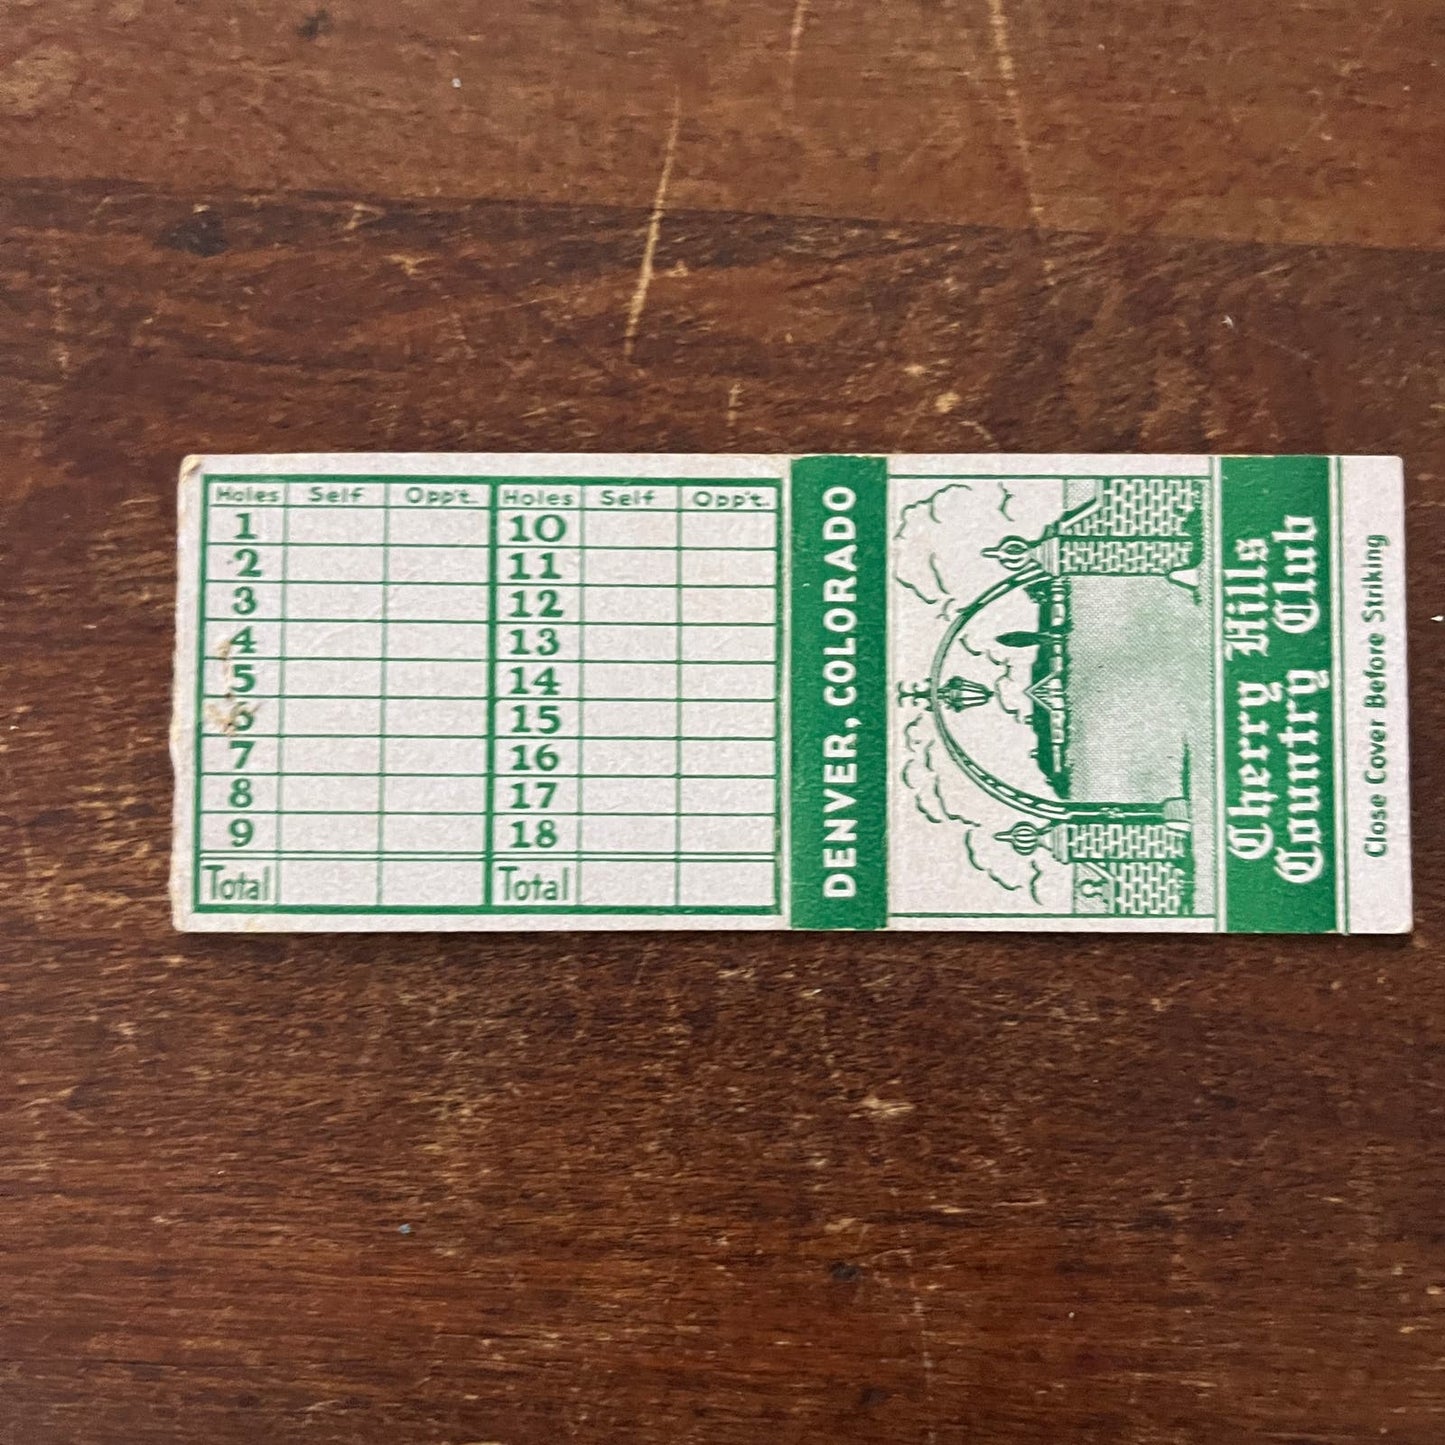 Holes Self Opp't. Holes Self Opp't.
1 10
2 11
3 12
4 13
5 14
6 15
7 16
8 17
9 18
Total Total
DENVER, COLORADO
Cherry Hills
Country Club
Close Cover Before Striking